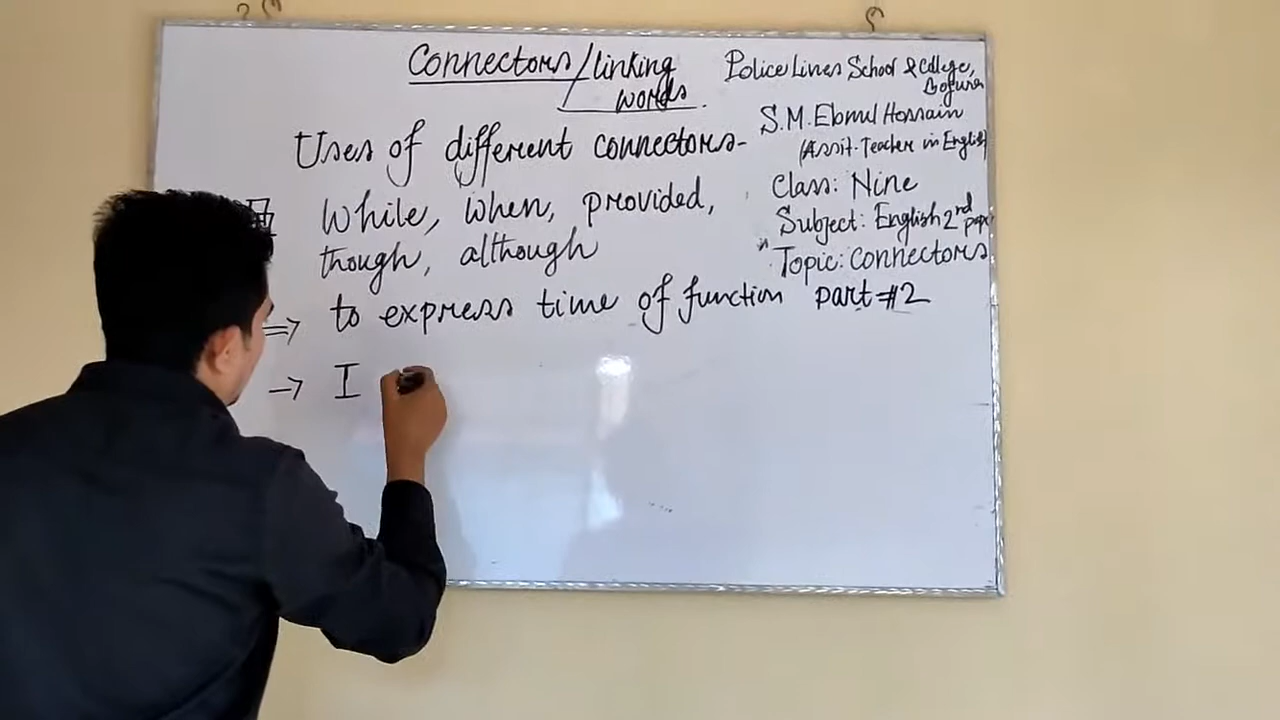 Connectors/linking
words.
Uses of different connectors-
While, when, provided,
though, although
⇒ to express time of function
→ I
Police Lines School & College,
Bogura
S.M. Ebnul Hossain
(Assit. Teacher in English
Class: Nine
Subject: English 2nd
Topic: Connectors
part #2